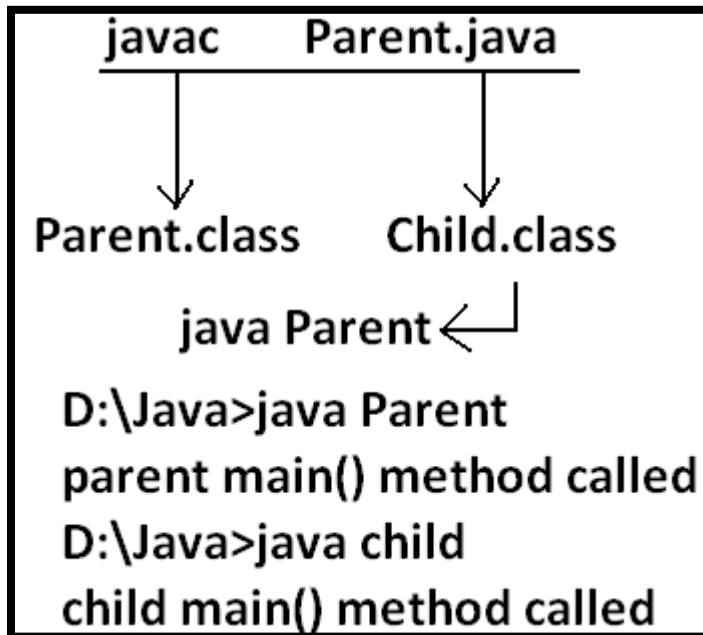 javac Parent.java
Parent.class Child.class
java Parent
D:\Java>java Parent
parent main() method called
D:\Java>java child
child main() method called